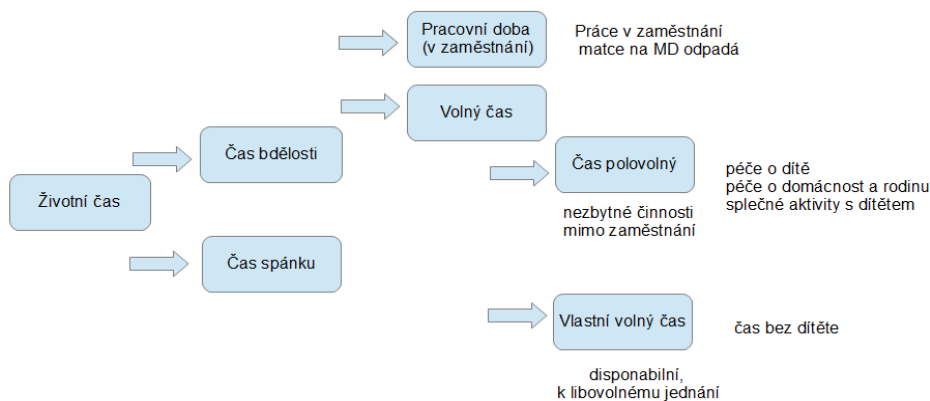 Pracovní doba
(v zaměstnání)
Práce v zaměstnání
matce na MD odpadá
Volný čas
Čas bdělosti
Čas polovolný
péče o dítě
péče o domácnost a rodinu
splečné aktivity s dítětem
Životní čas
nezbytné činnosti
mimo zaměstnání
Čas spánku
Vlastní volný čas
čas bez dítěte
disponabilní,
k libovolnému jednání